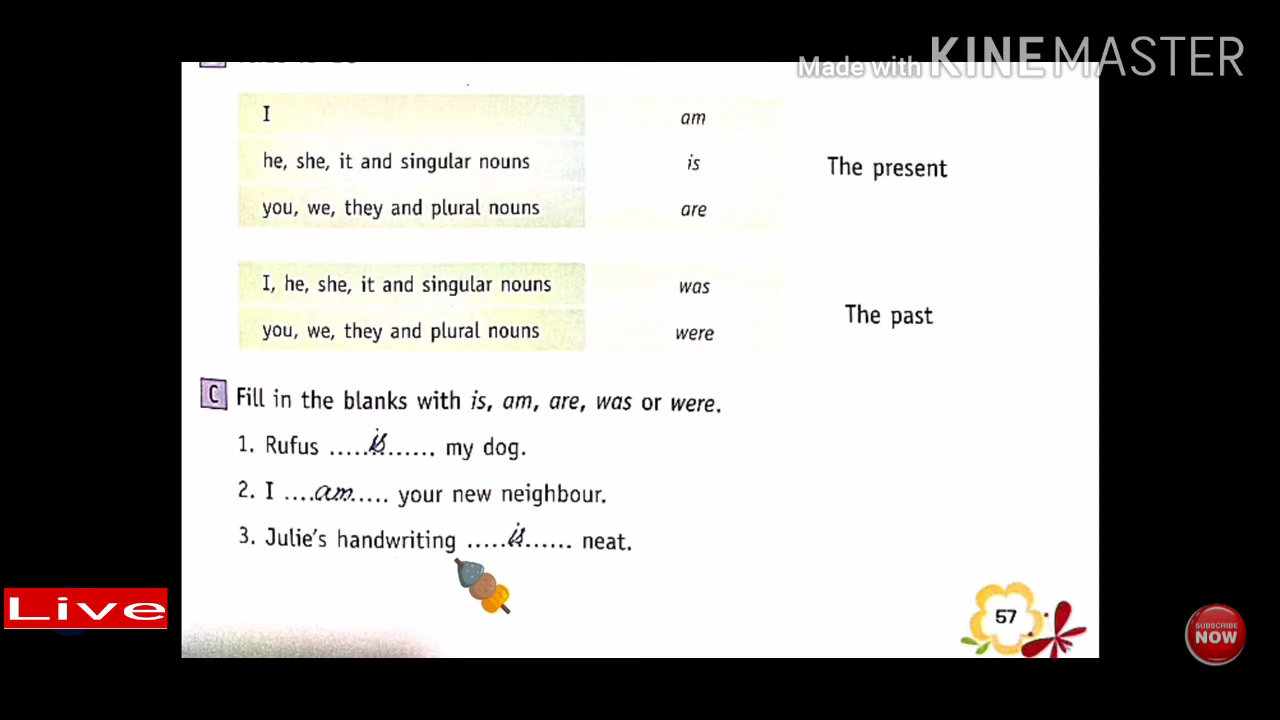 Made with KINEMASTER
I am
he, she, it and singular nouns is The present
you, we, they and plural nouns are
I, he, she, it and singular nouns was The past
you, we, they and plural nouns were
C Fill in the blanks with is, am, are, was or were.
1. Rufus .....is...... my dog.
2. I ....am..... your new neighbour.
3. Julie's handwriting .....is...... neat.
Live
57
SUBSCRIBE
NOW